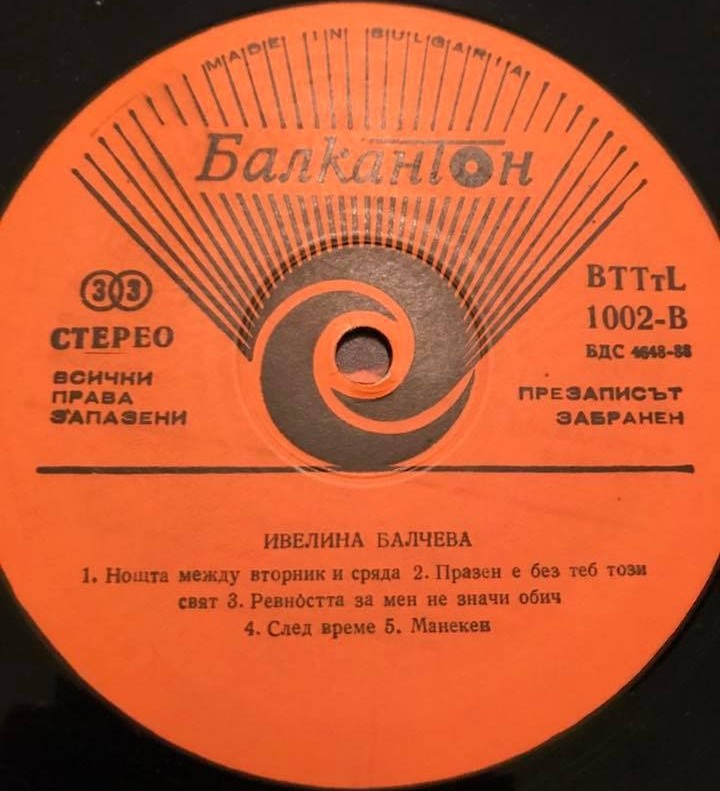 MADE IN BULGARIA
Балкантон
33
СТЕРЕО
ВСИЧКИ
ПРАВА
ЗАПАЗЕНИ
ВТТтL
1002-В
БДС 4648-88
ПРЕЗАПИСЪТ
ЗАБРАНЕН
ИВЕЛИНА БАЛЧЕВА
1. Нощта между вторник и сряда 2. Празен е без теб този
свят 3. Ревността за мен не значи обич
4. След време 5. Манекен